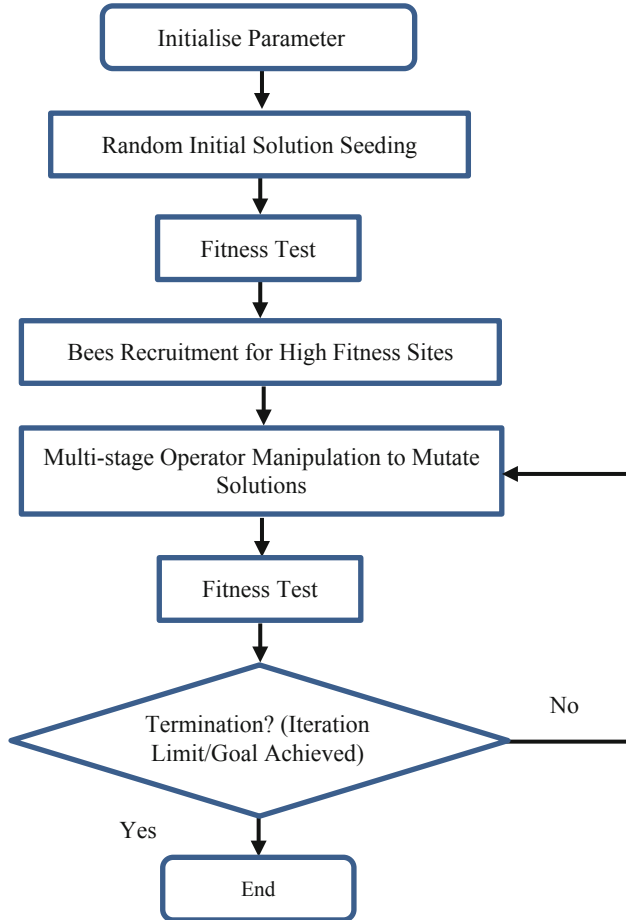 Initialise Parameter
Random Initial Solution Seeding
Fitness Test
Bees Recruitment for High Fitness Sites
Multi-stage Operator Manipulation to Mutate
Solutions
Fitness Test
Termination? (Iteration
Limit/Goal Achieved)
No
Yes
End